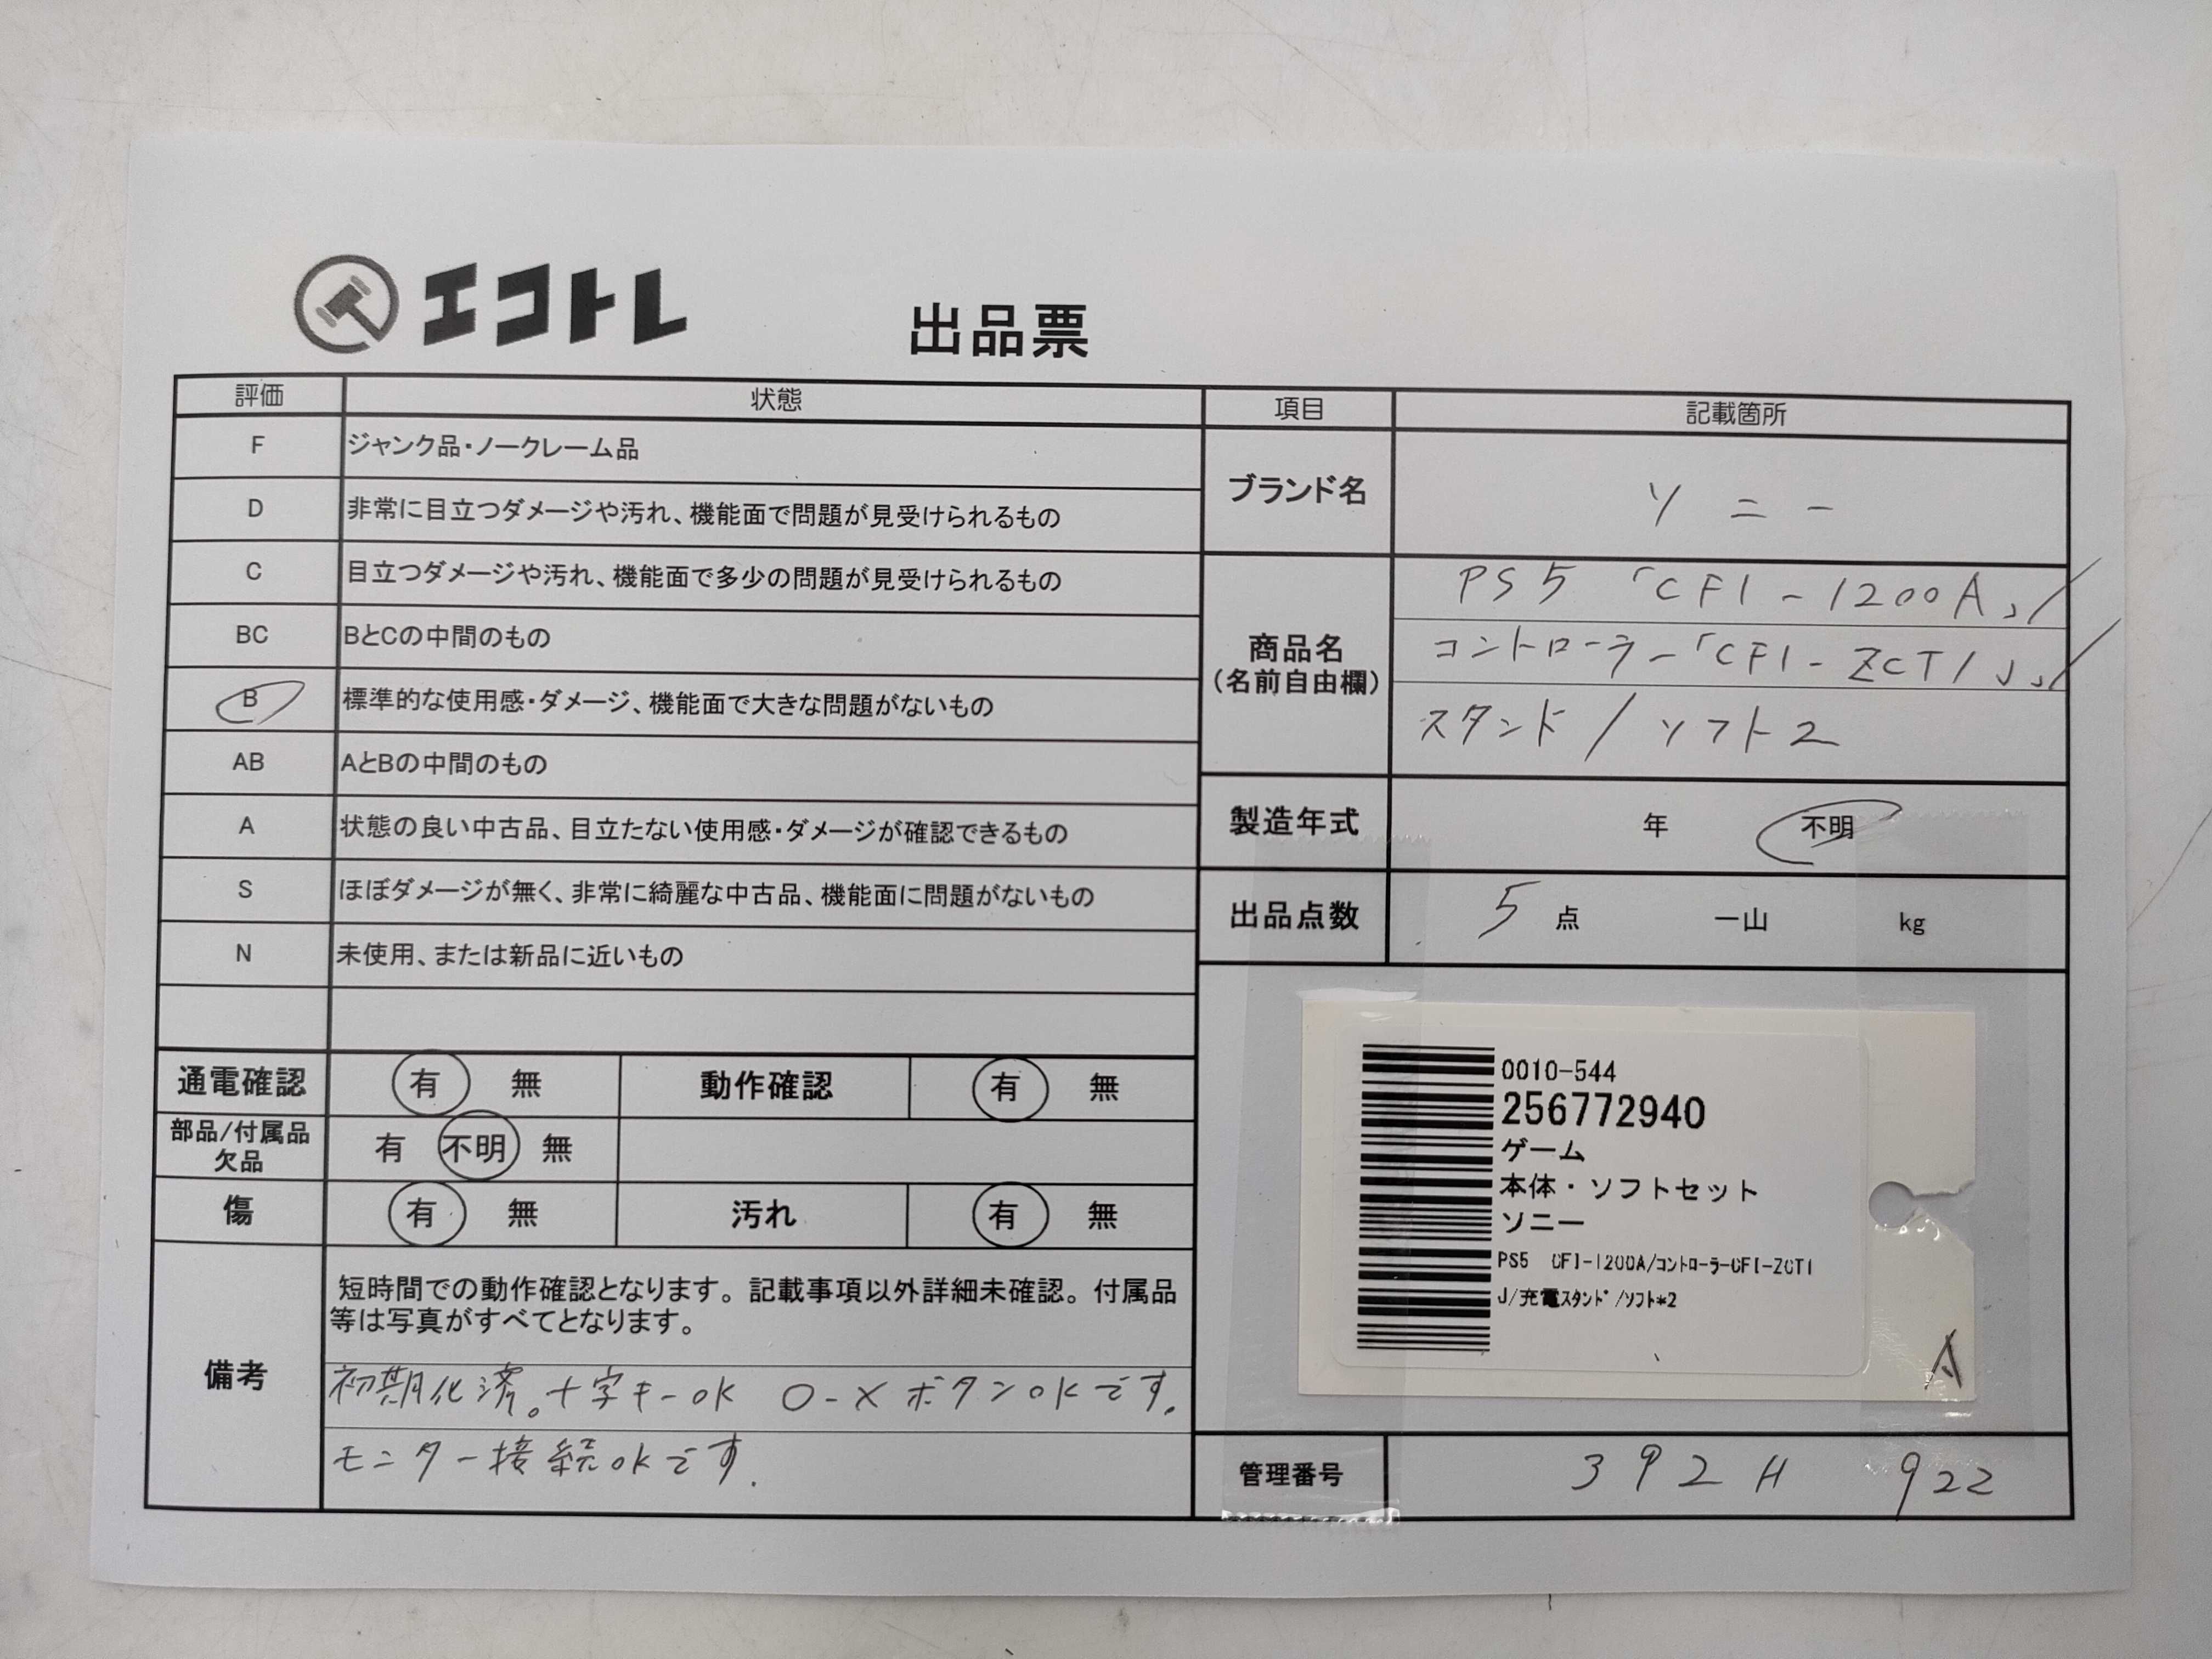 エコトレ
出品票
評価 状態
F ジャンク品・ノークレーム品
D 非常に目立つダメージや汚れ、機能面で問題が見受けられるもの
C 目立つダメージや汚れ、機能面で多少の問題が見受けられるもの
BC BとCの中間のもの
B 標準的な使用感・ダメージ、機能面で大きな問題がないもの
AB AとBの中間のもの
A 状態の良い中古品、目立たない使用感・ダメージが確認できるもの
S ほぼダメージが無く、非常に綺麗な中古品、機能面に問題がないもの
N 未使用、または新品に近いもの
通電確認 有 無 動作確認 有 無
部品/付属品
欠品 有 不明 無
傷 有 無 汚れ 有 無
備考
短時間での動作確認となります。記載事項以外詳細未確認。付属品
等は写真がすべてとなります。
初期化済。十字キーOK O-×ボタンOKです.
モニター接続OKです.
項目 記載箇所
ブランド名 ソニー
商品名
(名前自由欄)
PS5 「CFI-1200A」/
コントローラー「CFI-ZCT1J」/
スタンド/ソフト2
製造年式 年 不明
出品点数 5 点 一山 kg
0010-544
256772940
ゲーム
本体・ソフトセット
ソニー
PS5 CFI-1200A/コントローラーCFI-ZCT1
J/充電スタンド/ソフト*2
A
管理番号 392H 922